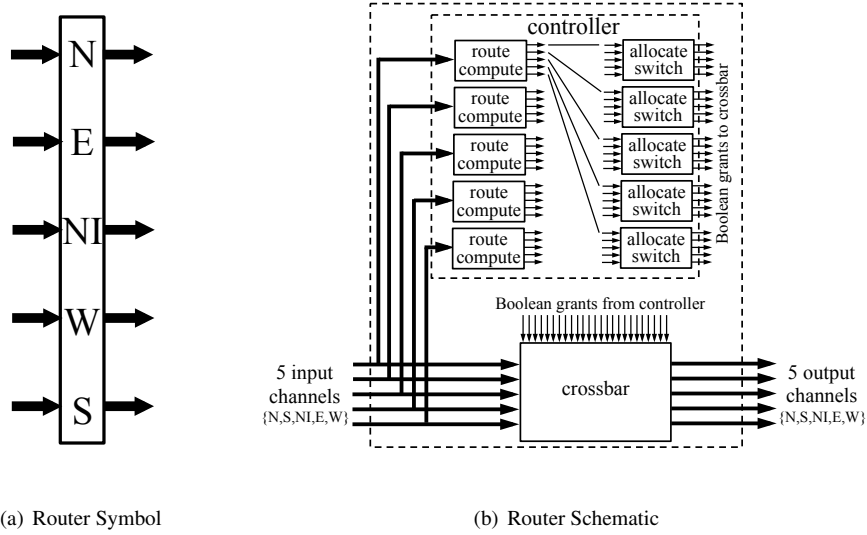 N
E
NI
W
S
(a) Router Symbol
controller
route
compute
route
compute
route
compute
route
compute
route
compute
allocate
switch
allocate
switch
allocate
switch
allocate
switch
allocate
switch
Boolean grants to crossbar
Boolean grants from controller
5 input
channels
{N,S,NI,E,W}
crossbar
5 output
channels
{N,S,NI,E,W}
(b) Router Schematic